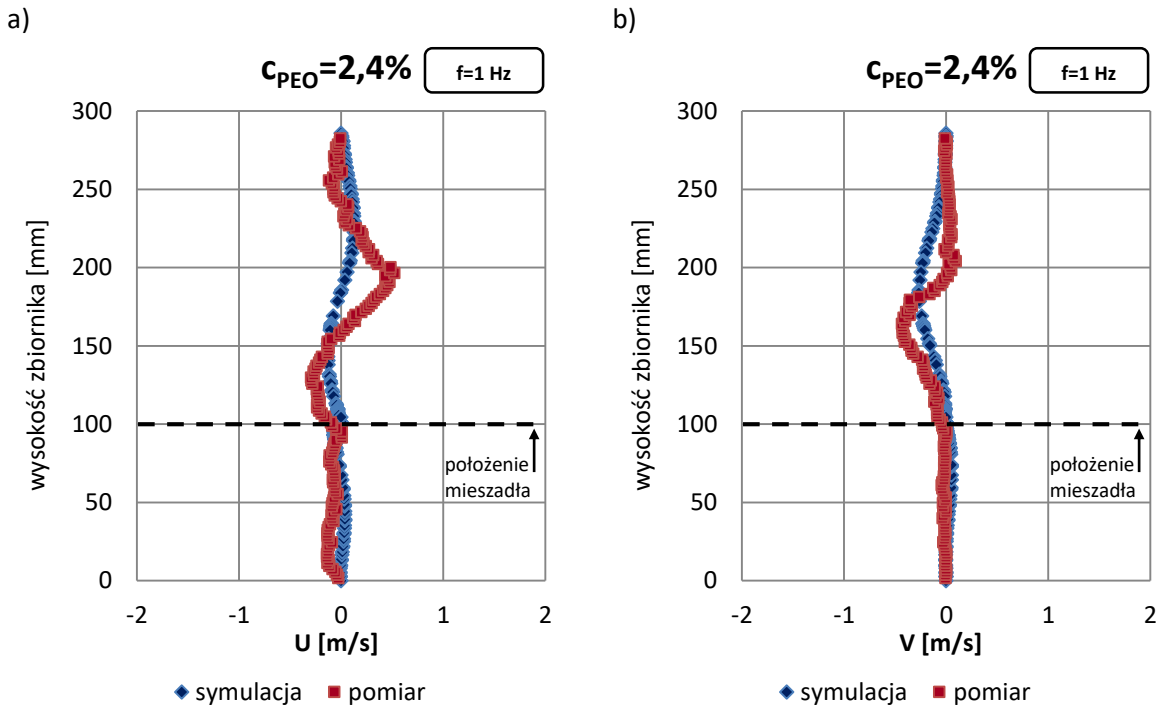 a)
c_PEO=2,4%
f=1 Hz
wysokość zbiornika [mm]
300
250
200
150
100
50
0
położenie
mieszadła
-2
-1
0
1
2
U [m/s]
symulacja
pomiar
b)
c_PEO=2,4%
f=1 Hz
wysokość zbiornika [mm]
300
250
200
150
100
50
0
położenie
mieszadła
-2
-1
0
1
2
V [m/s]
symulacja
pomiar